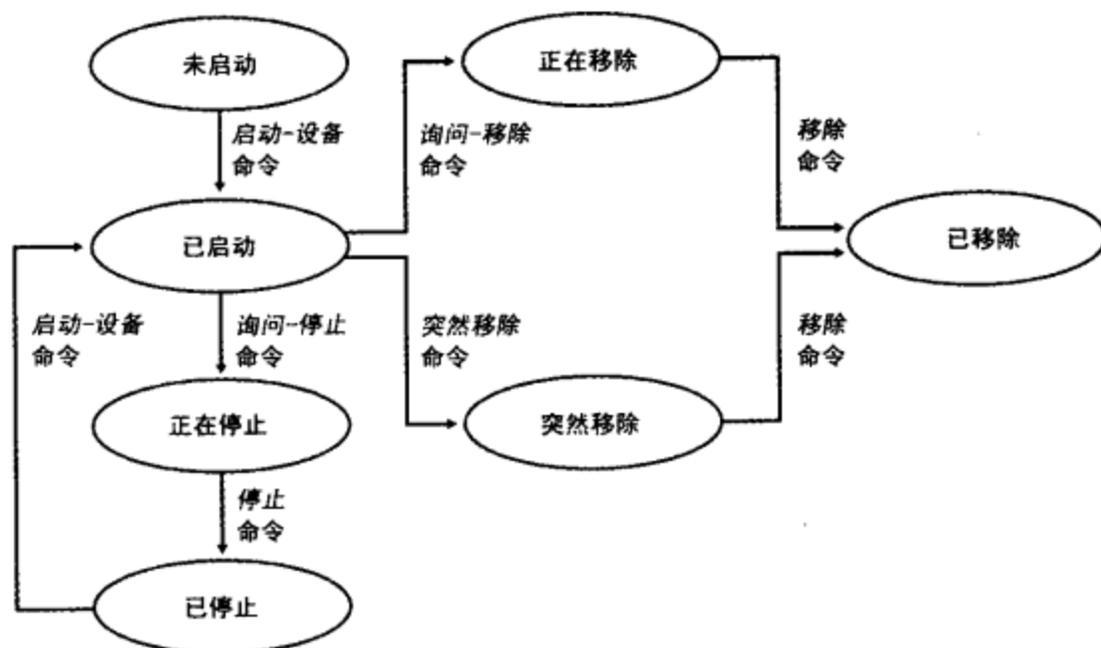 未启动
正在移除
启动-设备
命令
询问-移除
命令
移除
命令
已启动
已移除
启动-设备
命令
询问-停止
命令
突然移除
命令
移除
命令
正在停止
突然移除
停止
命令
已停止